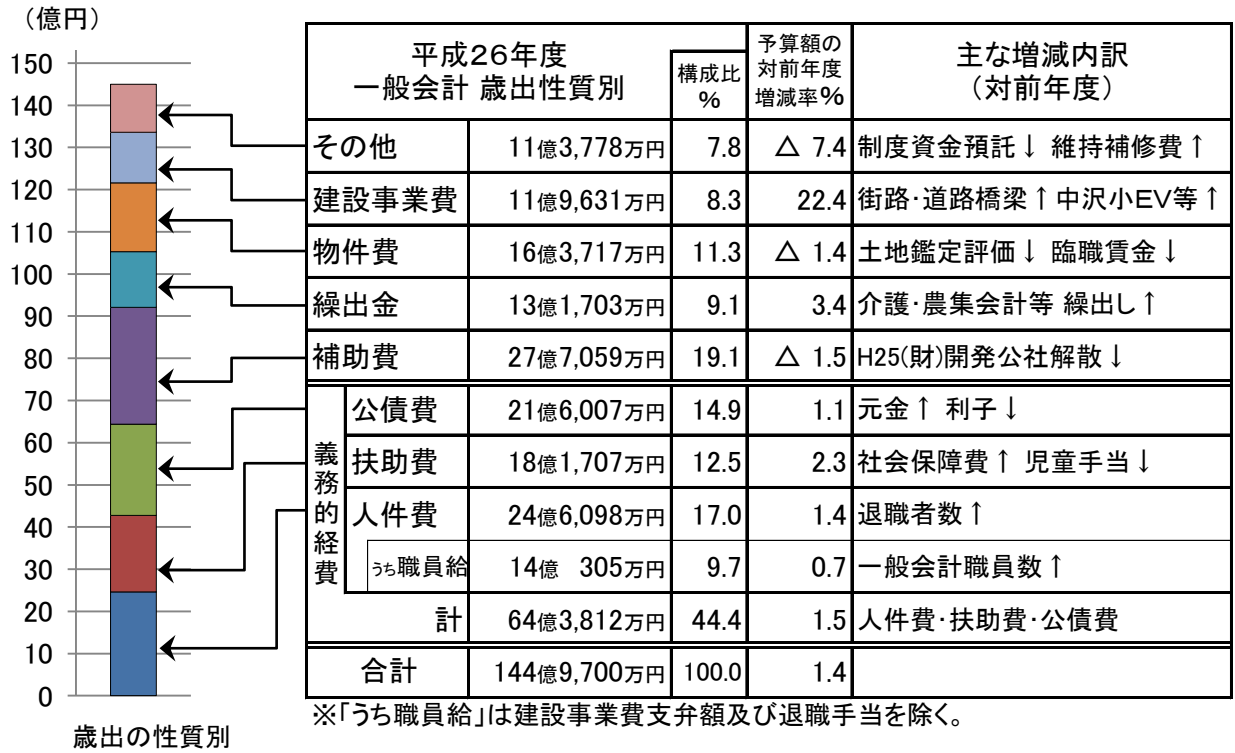 (億円)
150
140
130
120
110
100
90
80
70
60
50
40
30
20
10
0
歳出の性質別
平成26年度
一般会計 歳出性質別
構成比
%
予算額の
対前年度
増減率%
主な増減内訳
(対前年度)
その他 11億3,778万円 7.8 △ 7.4 制度資金預託↓ 維持補修費↑
建設事業費 11億9,631万円 8.3 22.4 街路・道路橋梁↑中沢小EV等↑
物件費 16億3,717万円 11.3 △ 1.4 土地鑑定評価↓ 臨職賃金↓
繰出金 13億1,703万円 9.1 3.4 介護・農集会計等 繰出し↑
補助費 27億7,059万円 19.1 △ 1.5 H25(財)開発公社解散↓
義務的経費
公債費 21億6,007万円 14.9 1.1 元金↑ 利子↓
扶助費 18億1,707万円 12.5 2.3 社会保障費↑ 児童手当↓
人件費 24億6,098万円 17.0 1.4 退職者数↑
うち職員給 14億 305万円 9.7 0.7 一般会計職員数↑
計 64億3,812万円 44.4 1.5 人件費・扶助費・公債費
合計 144億9,700万円 100.0 1.4
※「うち職員給」は建設事業費支弁額及び退職手当を除く。